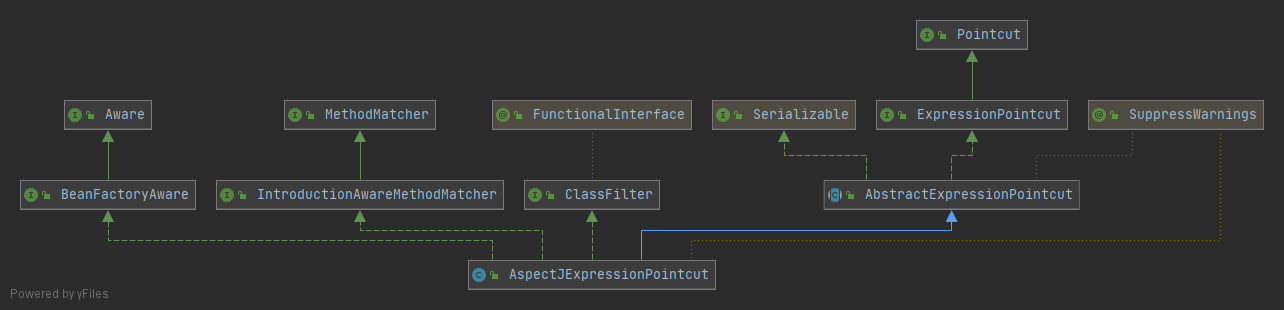 Pointcut
Aware
MethodMatcher
FunctionalInterface
Serializable
ExpressionPointcut
SuppressWarnings
BeanFactoryAware
IntroductionAwareMethodMatcher
ClassFilter
AbstractExpressionPointcut
AspectJExpressionPointcut
Powered by yFiles